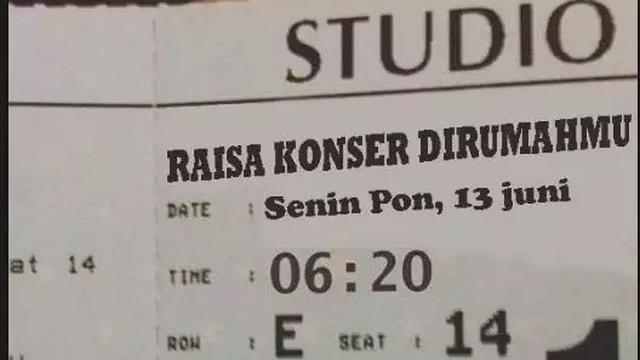 STUDIO
RAISA KONSER DIRUMAHMU
DATE : Senin Pon, 13 juni
at 14
TIME : 06:20
ROW : E SEAT : 14